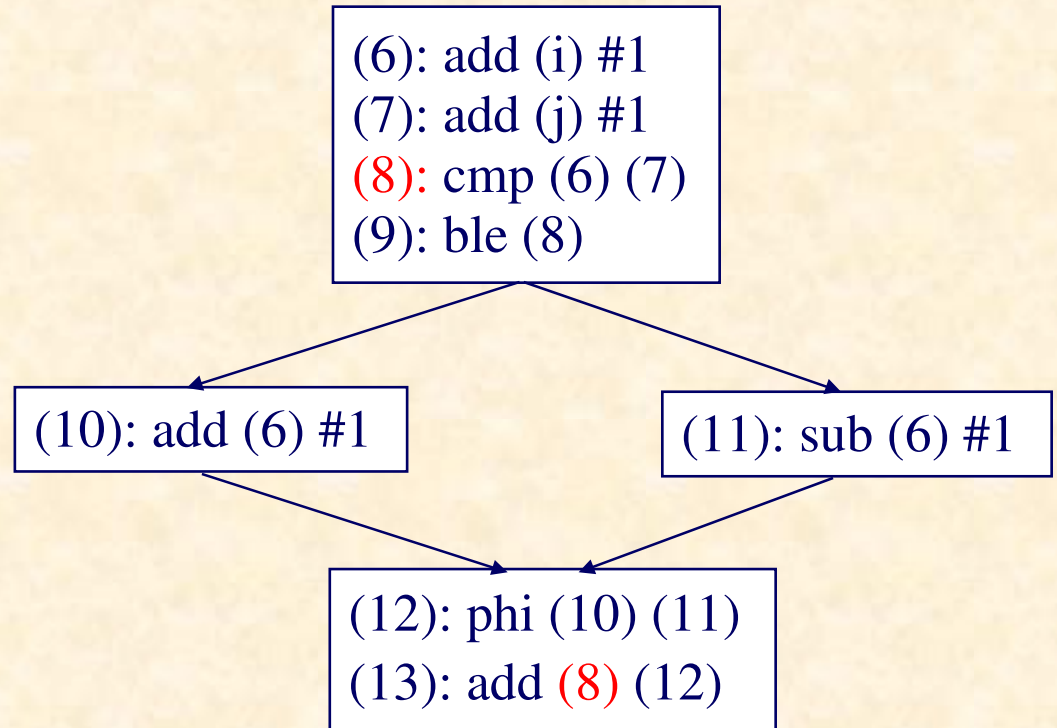 (6): add (i) #1
(7): add (j) #1
(8): cmp (6) (7)
(9): ble (8)
(10): add (6) #1
(11): sub (6) #1
(12): phi (10) (11)
(13): add (8) (12)